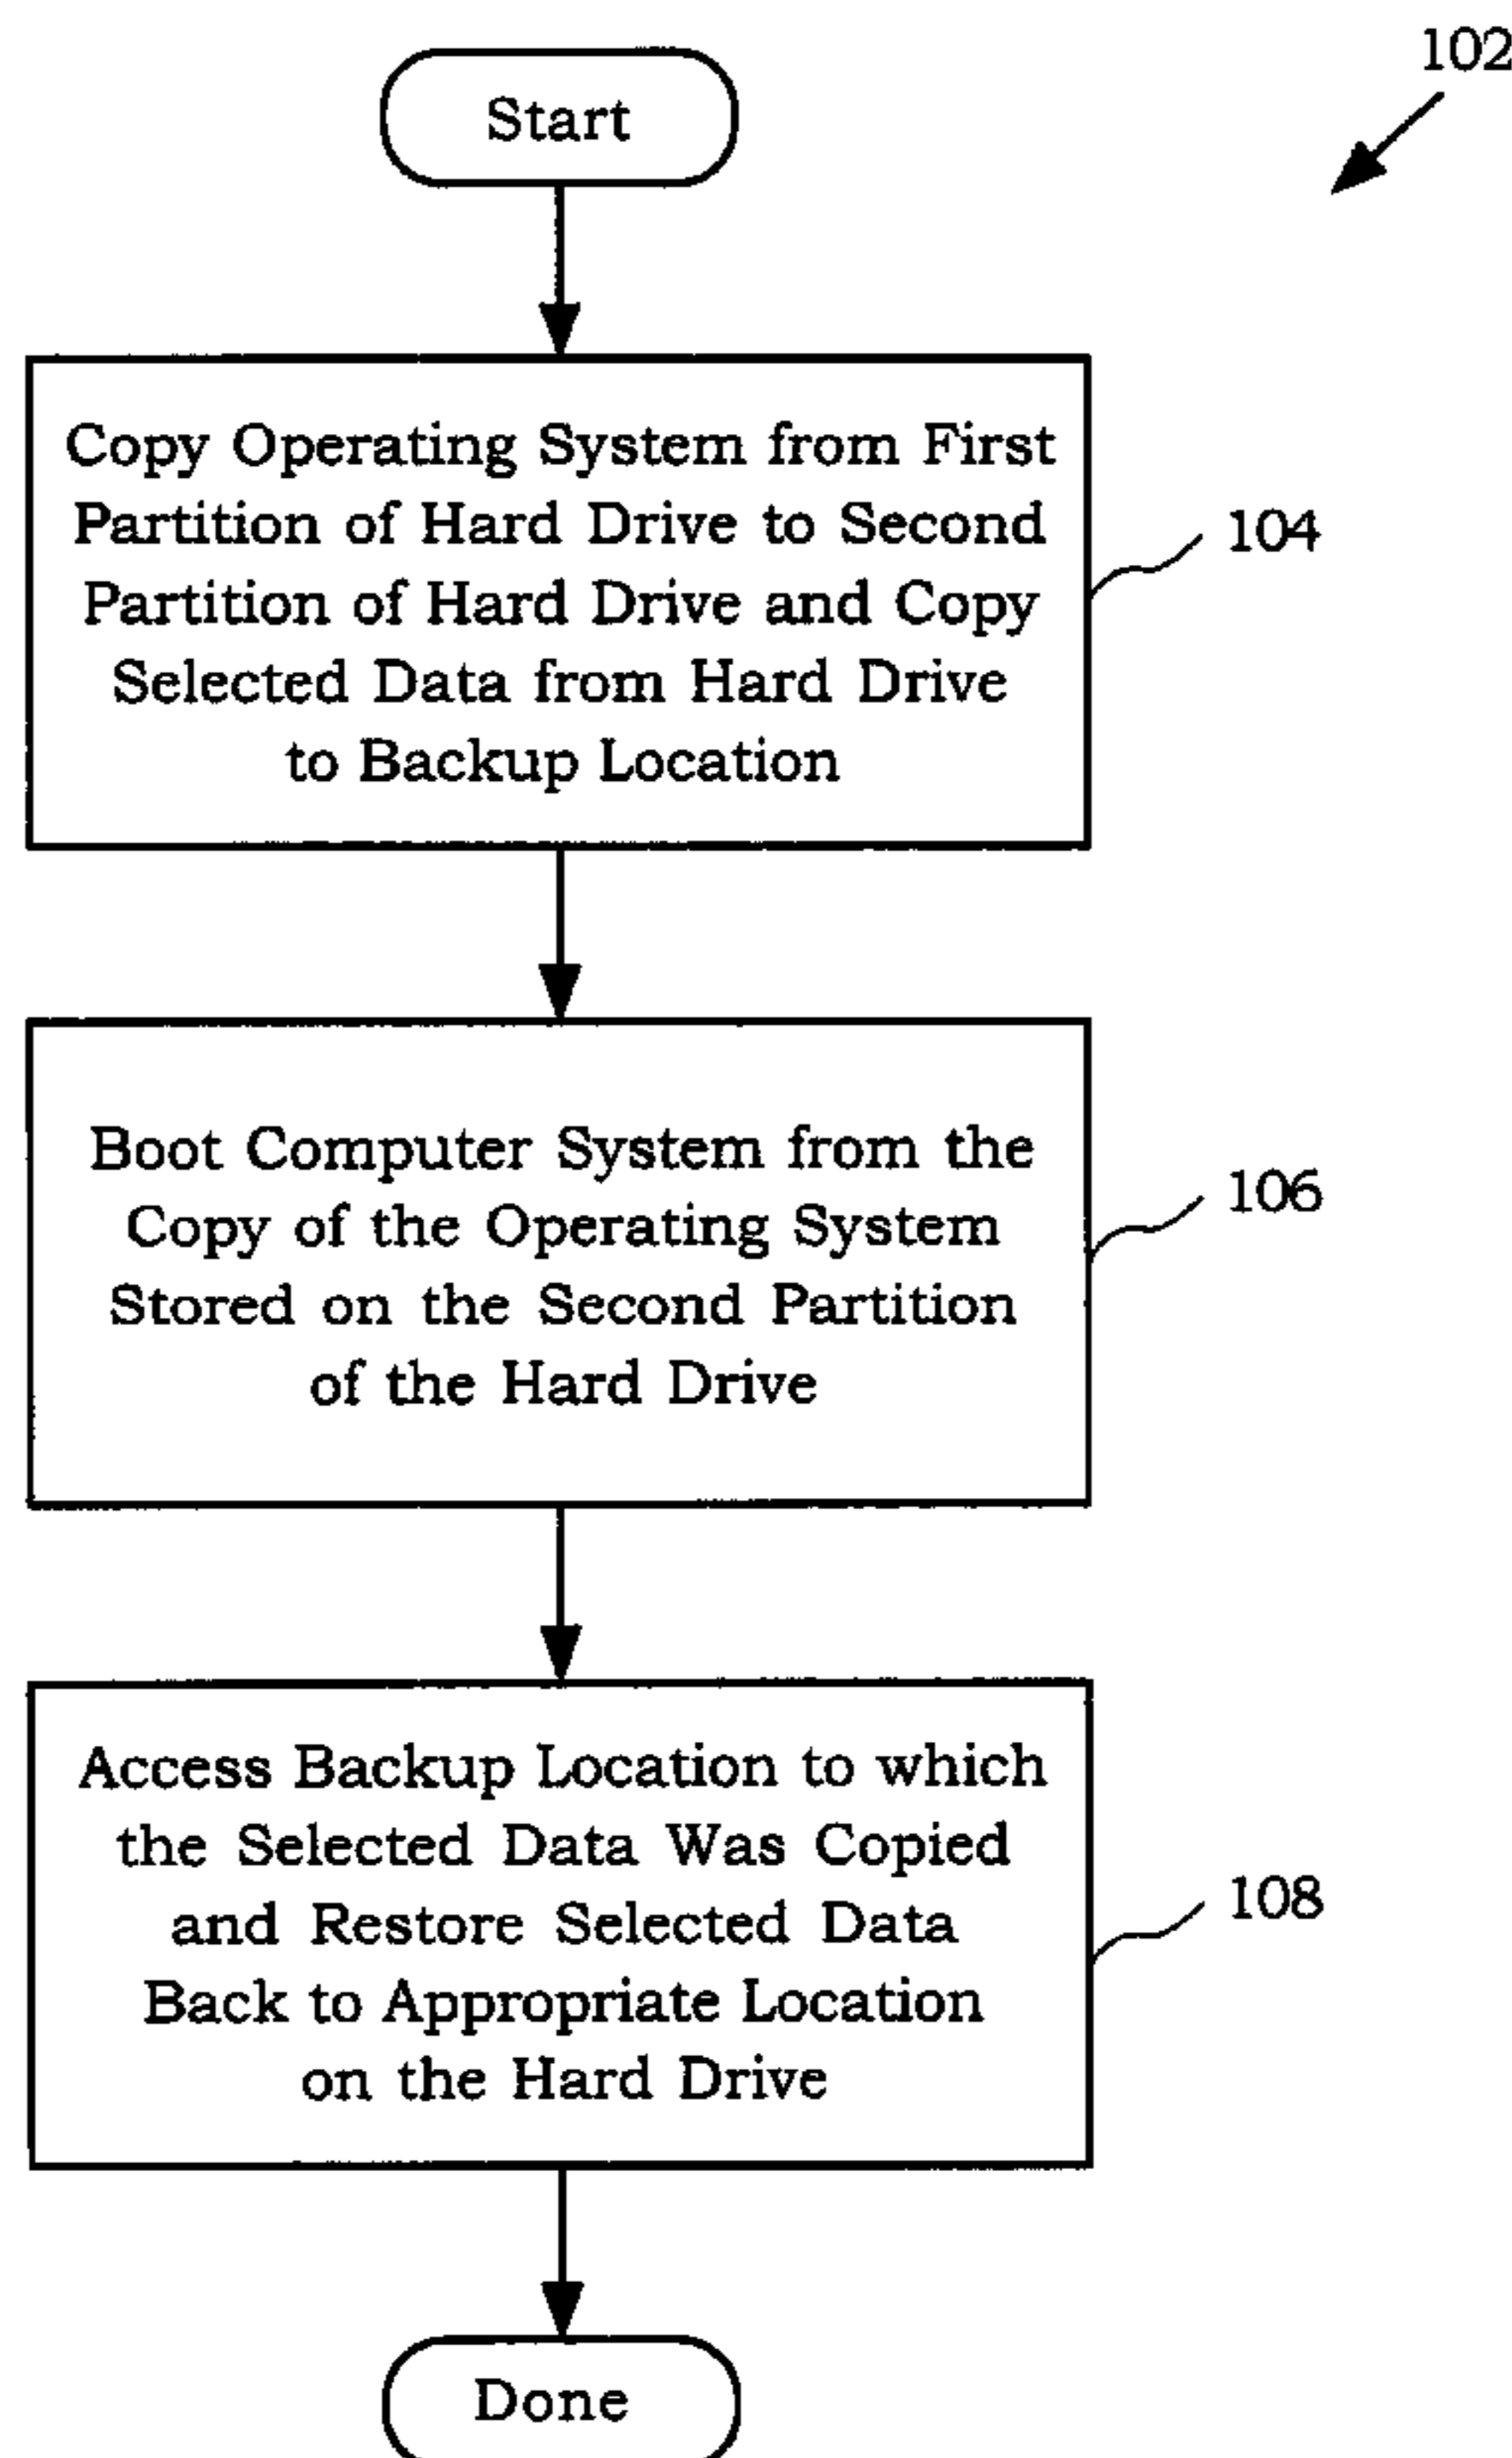 102
Start
Copy Operating System from First
Partition of Hard Drive to Second
Partition of Hard Drive and Copy
Selected Data from Hard Drive
to Backup Location
104
Boot Computer System from the
Copy of the Operating System
Stored on the Second Partition
of the Hard Drive
106
Access Backup Location to which
the Selected Data Was Copied
and Restore Selected Data
Back to Appropriate Location
on the Hard Drive
108
Done